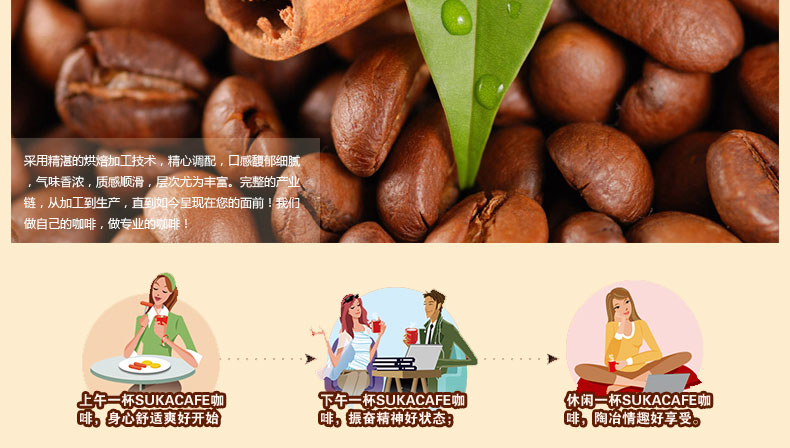 采用精湛的烘焙加工技术，精心调配，口感馥郁细腻
，气味香浓，质感顺滑，层次尤为丰富。完整的产业
链，从加工到生产，直到如今呈现在您的面前！我们
做自己的咖啡，做专业的咖啡！
上午一杯SUKACAFE咖
啡，身心舒适爽好开始
下午一杯SUKACAFE咖
啡，振奋精神好状态；
休闲一杯SUKACAFE咖
啡，陶冶情趣好享受。